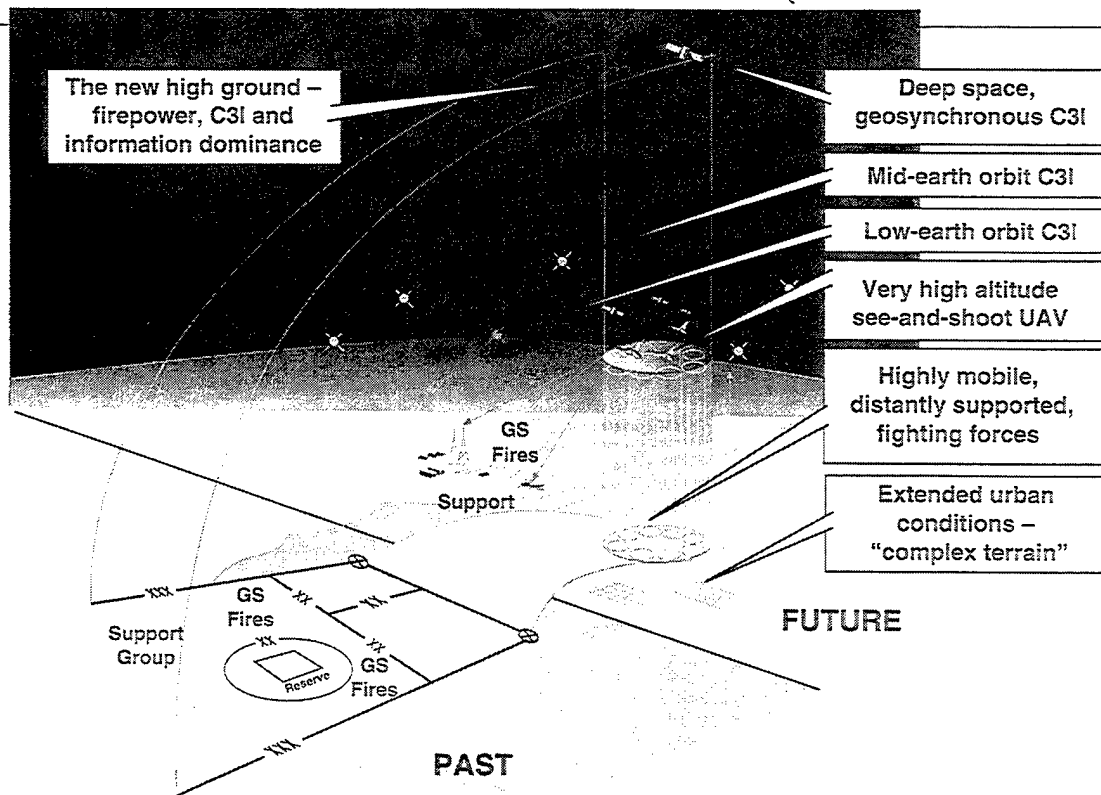 The new high ground –
firepower, C3I and
information dominance
Deep space,
geosynchronous C3I
Mid-earth orbit C3I
Low-earth orbit C3I
Very high altitude
see-and-shoot UAV
Highly mobile,
distantly supported,
fighting forces
Extended urban
conditions –
“complex terrain”
GS
Fires
Support
FUTURE
XXX
GS
Fires
XX
XX
Support
Group
XX
Reserve
XX
GS
Fires
XXX
PAST